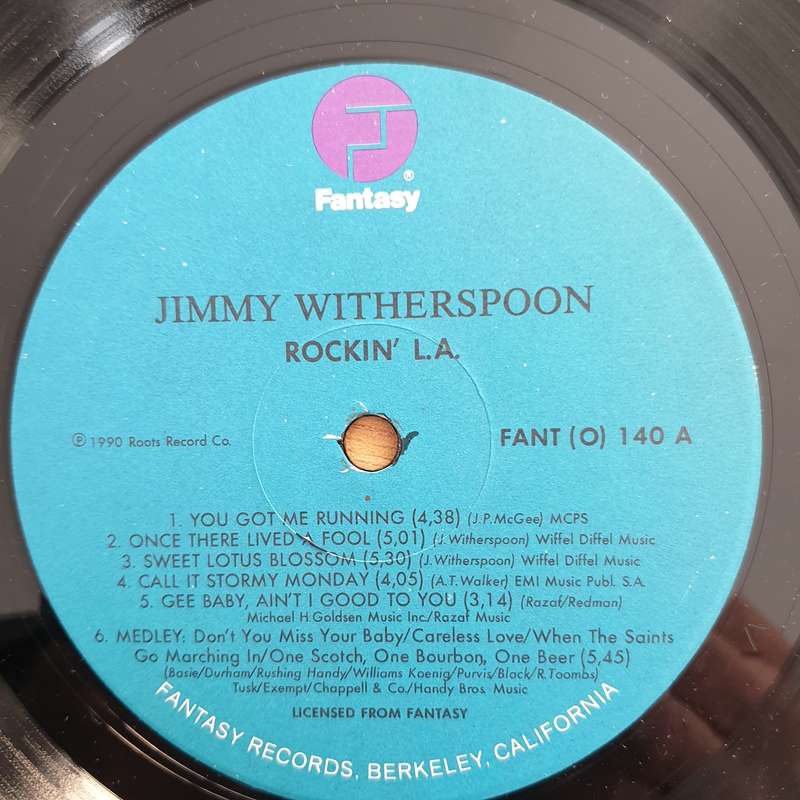 Fantasy®
JIMMY WITHERSPOON
ROCKIN' L.A.
℗ 1990 Roots Record Co.
FANT (O) 140 A
1. YOU GOT ME RUNNING (4,38) (J.P.McGee) MCPS
2. ONCE THERE LIVED A FOOL (5,01) (J.Witherspoon) Wiffel Diffel Music
3. SWEET LOTUS BLOSSOM (5,30) (J.Witherspoon) Wiffel Diffel Music
4. CALL IT STORMY MONDAY (4,05) (A.T.Walker) EMI Music Publ. S.A.
5. GEE BABY, AIN'T I GOOD TO YOU (3,14) (Razaf/Redman)
Michael H.Goldsen Music Inc/Razaf Music
6. MEDLEY: Don't You Miss Your Baby/Careless Love/When The Saints
Go Marching In/One Scotch, One Bourbon, One Beer (5,45)
(Basie/Durham/Rushing Handy/Williams Koenig/Purvis/Black/R.Toombs)
Tusk/Exempt/Chappell & Co./Handy Bros. Music
LICENSED FROM FANTASY
FANTASY RECORDS, BERKELEY, CALIFORNIA